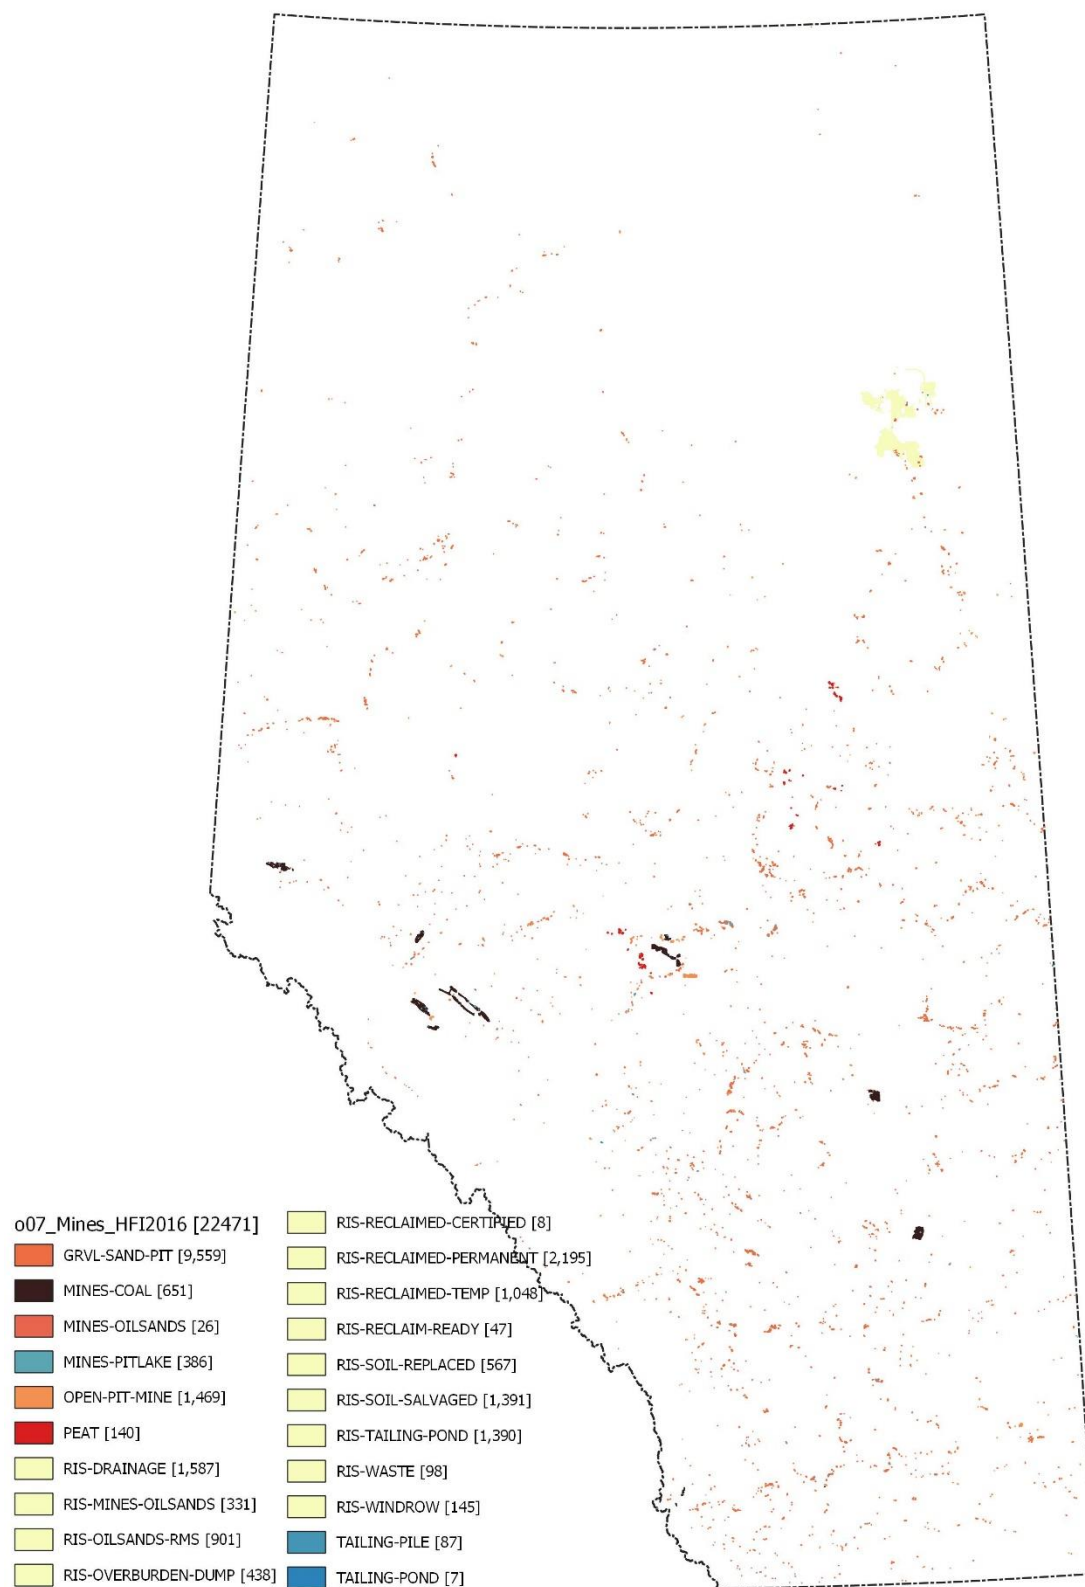 o07_Mines_HFI2016 [22471]
GRVL-SAND-PIT [9,559]
MINES-COAL [651]
MINES-OILSANDS [26]
MINES-PITLAKE [386]
OPEN-PIT-MINE [1,469]
PEAT [140]
RIS-DRAINAGE [1,587]
RIS-MINES-OILSANDS [331]
RIS-OILSANDS-RMS [901]
RIS-OVERBURDEN-DUMP [438]
RIS-RECLAIMED-CERTIFIED [8]
RIS-RECLAIMED-PERMANENT [2,195]
RIS-RECLAIMED-TEMP [1,048]
RIS-RECLAIM-READY [47]
RIS-SOIL-REPLACED [567]
RIS-SOIL-SALVAGED [1,391]
RIS-TAILING-POND [1,390]
RIS-WASTE [98]
RIS-WINDROW [145]
TAILING-PILE [87]
TAILING-POND [7]